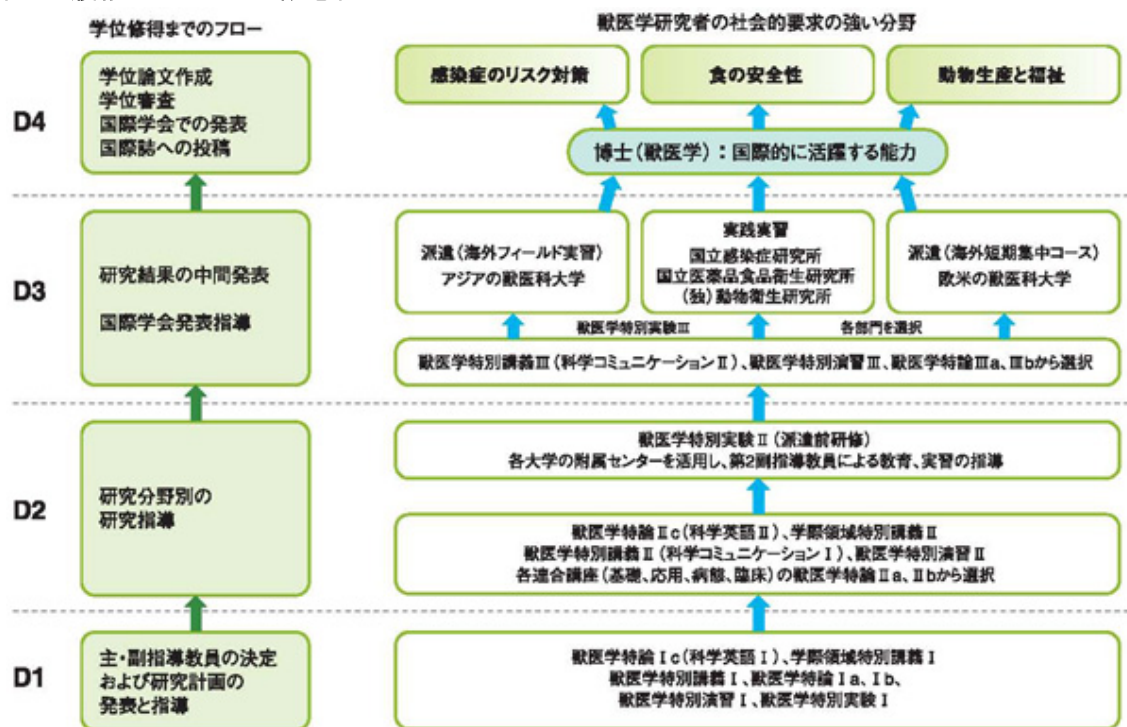 学位修得までのフロー
獣医学研究者の社会的要求の強い分野
D4
学位論文作成
学位審査
国際学会での発表
国際誌への投稿
感染症のリスク対策
食の安全性
動物生産と福祉
博士（獣医学）：国際的に活躍する能力
D3
研究結果の中間発表
国際学会発表指導
派遣（海外フィールド実習）
アジアの獣医科大学
実践実習
国立感染症研究所
国立医薬品食品衛生研究所
（独）動物衛生研究所
派遣（海外短期集中コース）
欧米の獣医科大学
獣医学特別実験Ⅲ
各部門を選択
獣医学特別講義Ⅲ（科学コミュニケーションⅡ）、獣医学特別演習Ⅲ、獣医学特論Ⅲa、Ⅲbから選択
D2
研究分野別の
研究指導
獣医学特別実験Ⅱ（派遣前研修）
各大学の附属センターを活用し、第2副指導教員による教育、実習の指導
獣医学特論Ⅱc（科学英語Ⅱ）、学際領域特別講義Ⅱ
獣医学特別講義Ⅱ（科学コミュニケーションⅠ）、獣医学特別演習Ⅱ
各連合講座（基礎、応用、病態、臨床）の獣医学特論Ⅱa、Ⅱbから選択
D1
主・副指導教員の決定
および研究計画の
発表と指導
獣医学特論Ⅰc（科学英語Ⅰ）、学際領域特別講義Ⅰ
獣医学特別講義Ⅰ、獣医学特論Ⅰa、Ⅰb、
獣医学特別演習Ⅰ、獣医学特別実験Ⅰ